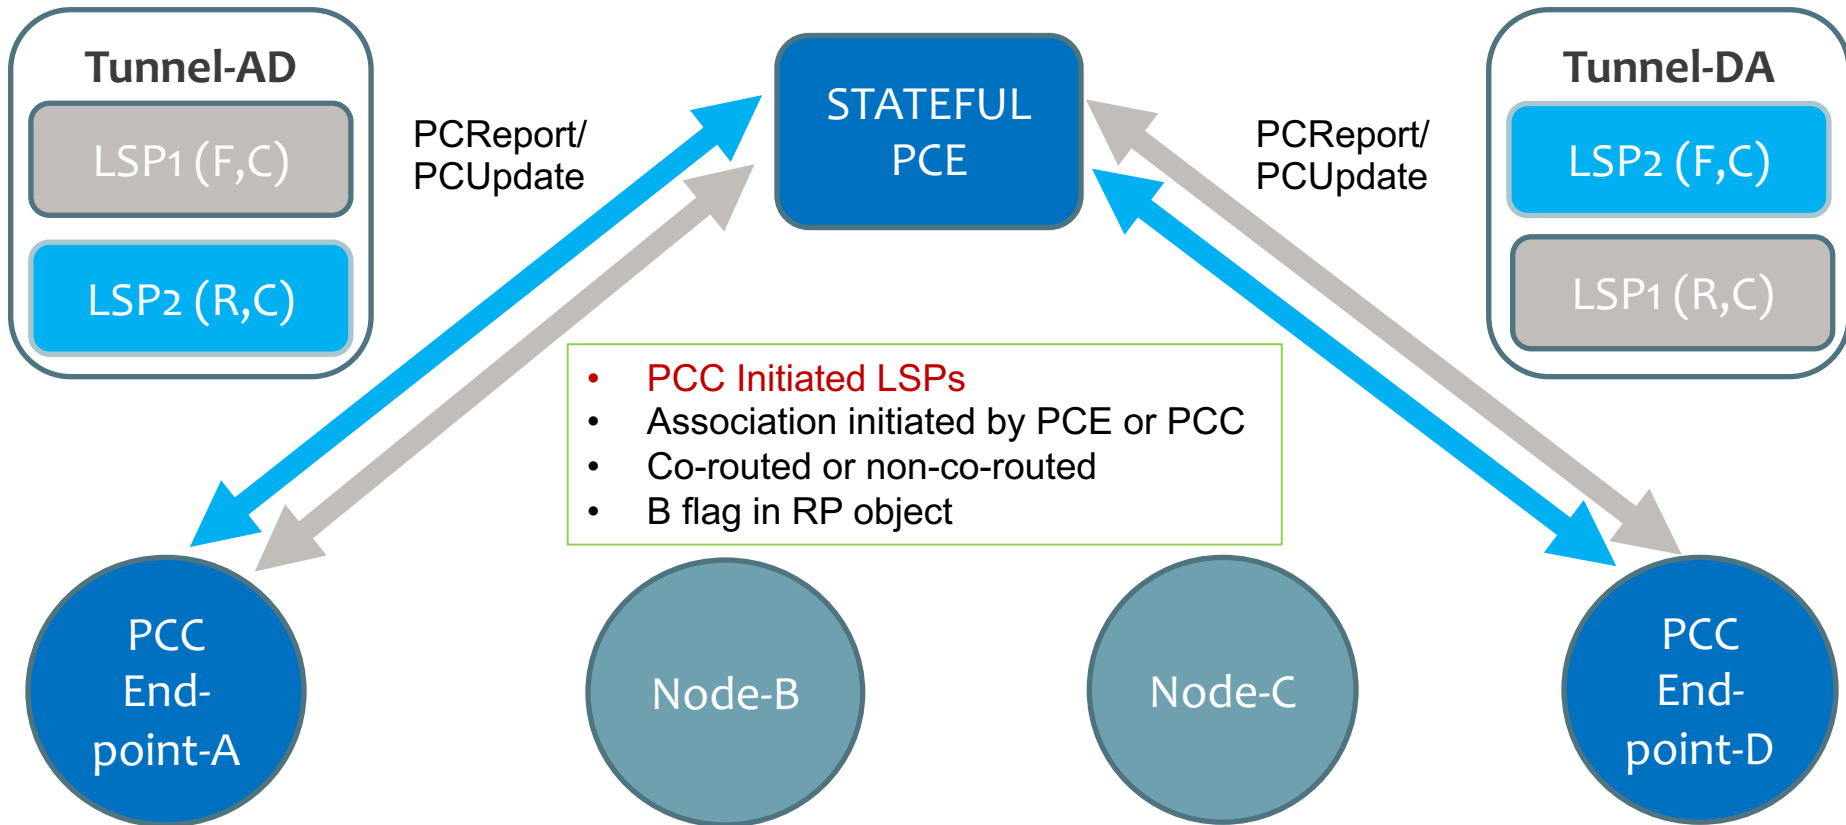 Tunnel-AD
LSP1 (F,C)
LSP2 (R,C)
PCReport/
PCUpdate
STATEFUL
PCE
PCReport/
PCUpdate
Tunnel-DA
LSP2 (F,C)
LSP1 (R,C)
• PCC Initiated LSPs
• Association initiated by PCE or PCC
• Co-routed or non-co-routed
• B flag in RP object
PCC
End-
point-A
Node-B
Node-C
PCC
End-
point-D